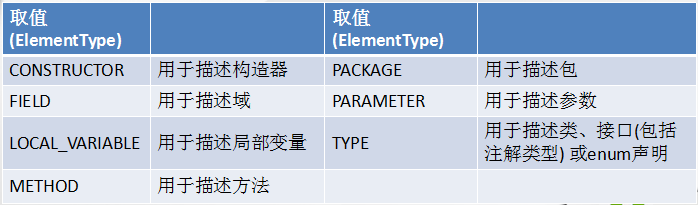 取值 取值
(ElementType) (ElementType)
CONSTRUCTOR 用于描述构造器 PACKAGE 用于描述包
FIELD 用于描述域 PARAMETER 用于描述参数
LOCAL_VARIABLE 用于描述局部变量 TYPE 用于描述类、接口(包括
注解类型) 或enum声明
METHOD 用于描述方法